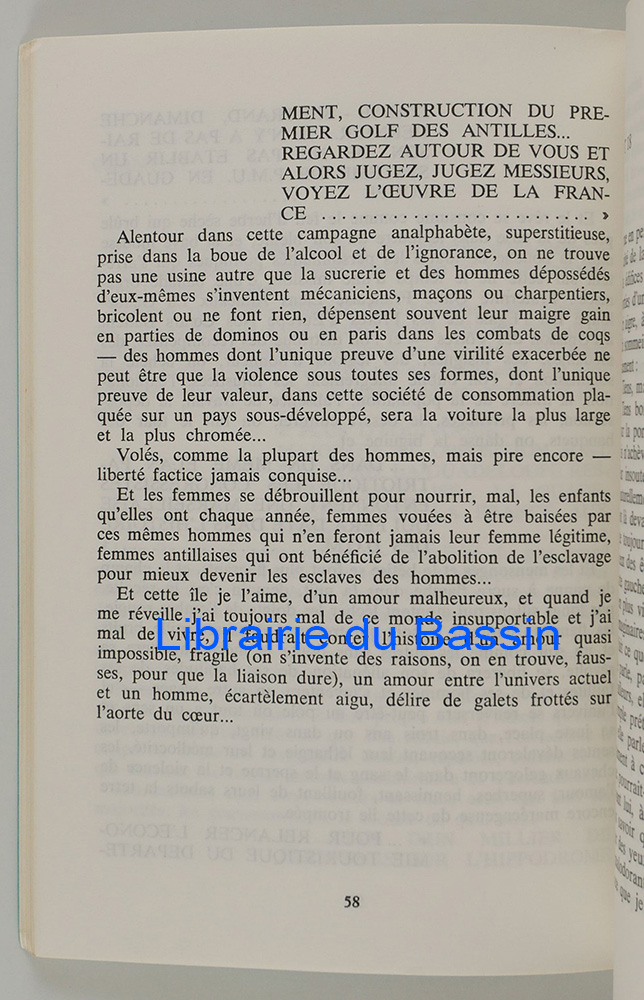 MENT, CONSTRUCTION DU PRE-
MIER GOLF DES ANTILLES...
REGARDEZ AUTOUR DE VOUS ET
ALORS JUGEZ, JUGEZ MESSIEURS,
VOYEZ L'ŒUVRE DE LA FRAN-
CE ........................... »
Alentour dans cette campagne analphabète, superstitieuse,
prise dans la boue de l'alcool et de l'ignorance, on ne trouve
pas une usine autre que la sucrerie et des hommes dépossédés
d'eux-mêmes s'inventent mécaniciens, maçons ou charpentiers,
bricolent ou ne font rien, dépensent souvent leur maigre gain
en parties de dominos ou en paris dans les combats de coqs
— des hommes dont l'unique preuve d'une virilité exacerbée ne
peut être que la violence sous toutes ses formes, dont l'unique
preuve de leur valeur, dans cette société de consommation pla-
quée sur un pays sous-développé, sera la voiture la plus large
et la plus chromée...
Volés, comme la plupart des hommes, mais pire encore —
liberté factice jamais conquise...
Et les femmes se débrouillent pour nourrir, mal, les enfants
qu'elles ont chaque année, femmes vouées à être baisées par
ces mêmes hommes qui n'en feront jamais leur femme légitime,
femmes antillaises qui ont bénéficié de l'abolition de l'esclavage
pour mieux devenir les esclaves des hommes...
Et cette île je l'aime, d'un amour malheureux, et quand je
me réveille j'ai toujours mal de ce monde insupportable et j'ai
mal de vivre, il faudrait conter l'histoire d'un amour quasi
Librairie du Bassin
impossible, fragile (on s'invente des raisons, on en trouve, faus-
ses, pour que la liaison dure), un amour entre l'univers actuel
et un homme, écartèlement aigu, délire de galets frottés sur
l'aorte du cœur...
58